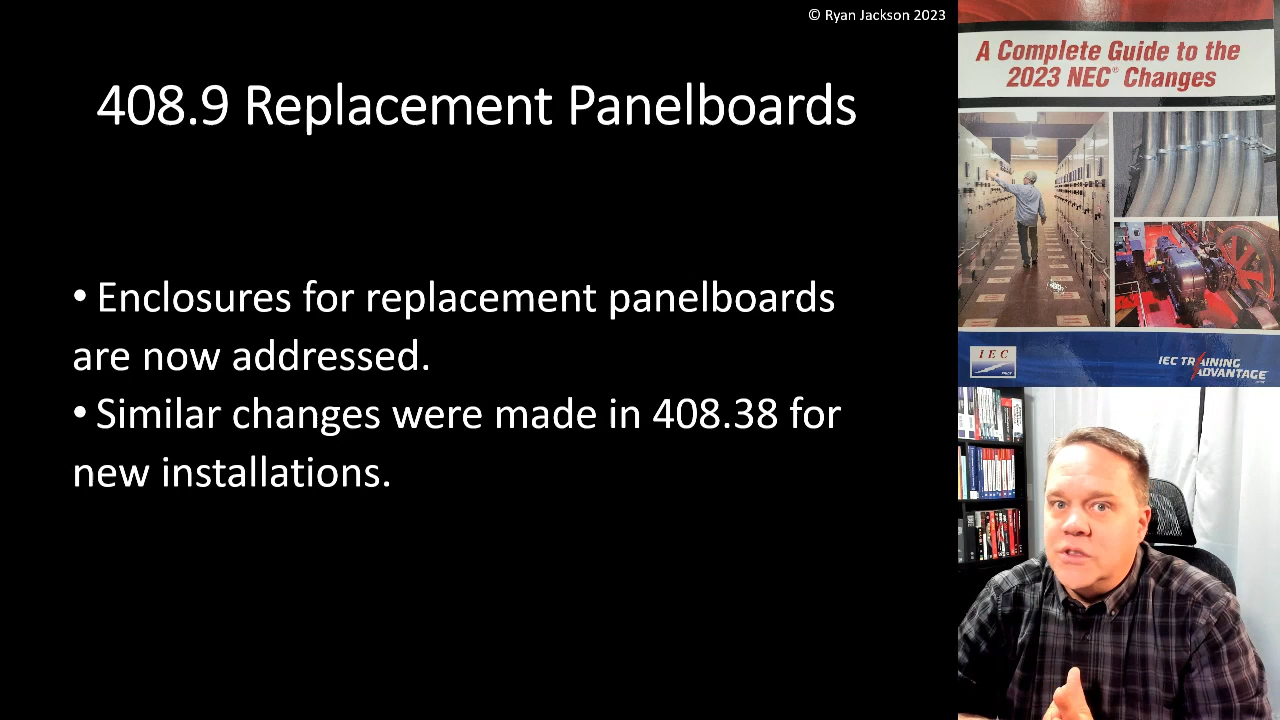 © Ryan Jackson 2023
408.9 Replacement Panelboards
• Enclosures for replacement panelboards
are now addressed.
• Similar changes were made in 408.38 for
new installations.
A Complete Guide to the
2023 NEC® Changes
IEC
IEC TRAINING
ADVANTAGE